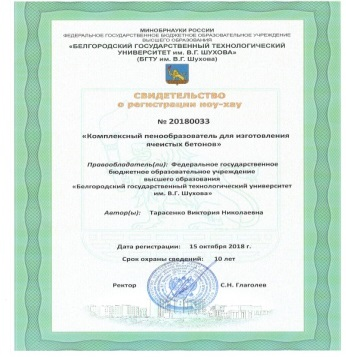 МИНОБРНАУКИ РОССИИ
ФЕДЕРАЛЬНОЕ ГОСУДАРСТВЕННОЕ БЮДЖЕТНОЕ ОБРАЗОВАТЕЛЬНОЕ УЧРЕЖДЕНИЕ
ВЫСШЕГО ОБРАЗОВАНИЯ
«БЕЛГОРОДСКИЙ ГОСУДАРСТВЕННЫЙ ТЕХНОЛОГИЧЕСКИЙ
УНИВЕРСИТЕТ им. В.Г. ШУХОВА»
(БГТУ им. В.Г. Шухова)
СВИДЕТЕЛЬСТВО
о регистрации ноу-хау
№ 20180033
«Комплексный пенообразователь для изготовления
ячеистых бетонов»
Правообладатель(ли): Федеральное государственное
бюджетное образовательное учреждение
высшего образования
«Белгородский государственный технологический университет
им. В.Г. Шухова»
Автор(ы): Тарасенко Виктория Николаевна
Дата регистрации: 15 октября 2018 г.
Срок охраны сведений: 10 лет
Ректор С.Н. Глаголев